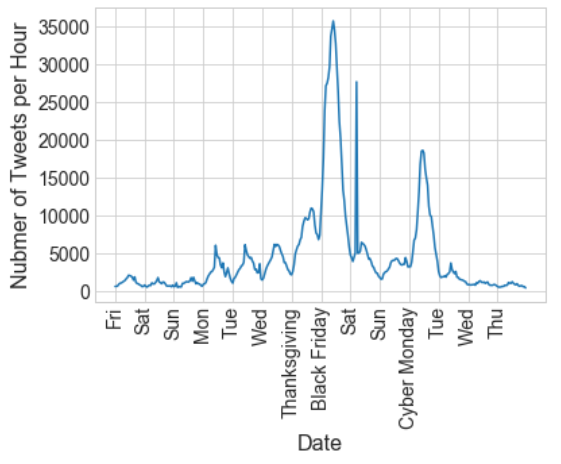 Nubmer of Tweets per Hour
35000
30000
25000
20000
15000
10000
5000
0
Fri
Sat
Sun
Mon
Tue
Wed
Thanksgiving
Black Friday
Sat
Sun
Cyber Monday
Tue
Wed
Thu
Date